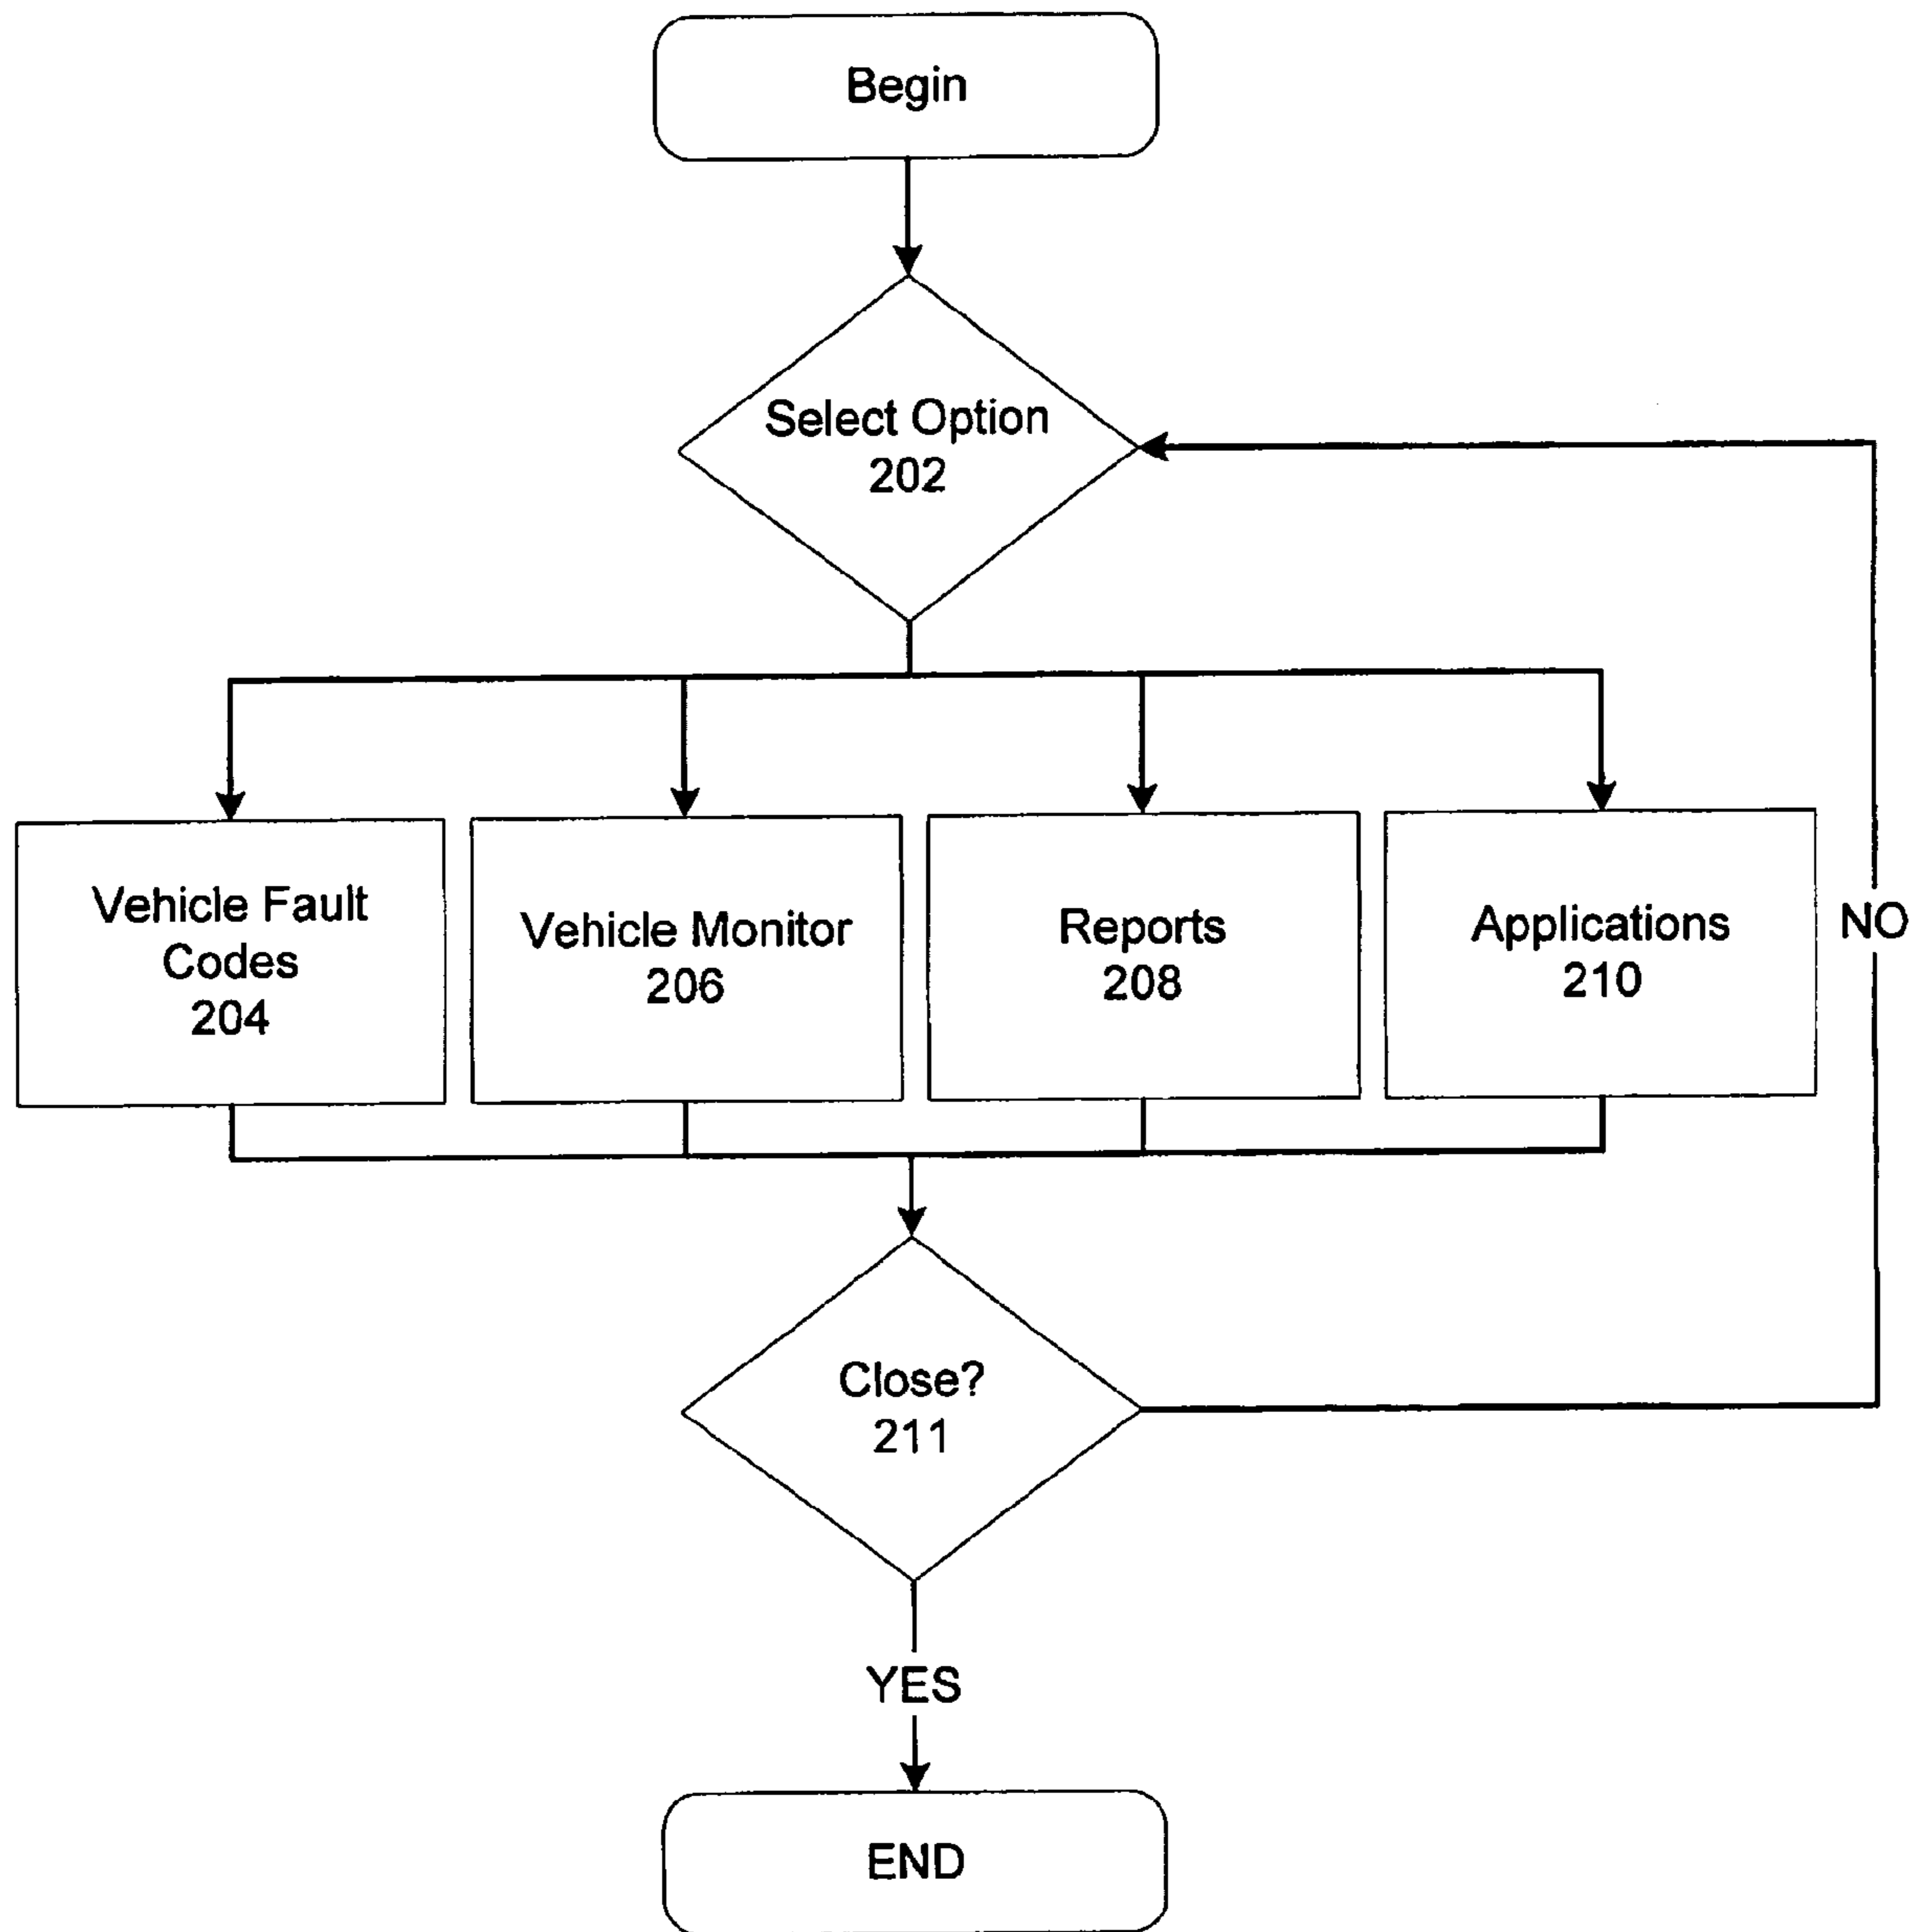 Begin
Select Option
202
Vehicle Fault
Codes
204
Vehicle Monitor
206
Reports
208
Applications
210
NO
Close?
211
YES
END